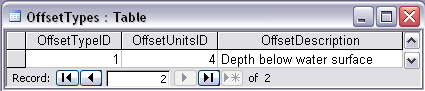 OffsetTypes : Table
OffsetTypeID OffsetUnitsID OffsetDescription
1 4 Depth below water surface
Record: 2 of 2